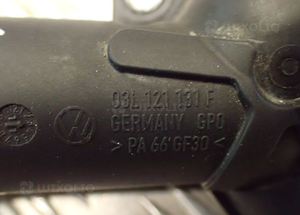 03L 121 131 F
GERMANY GPO
> PA 66'GF30 <